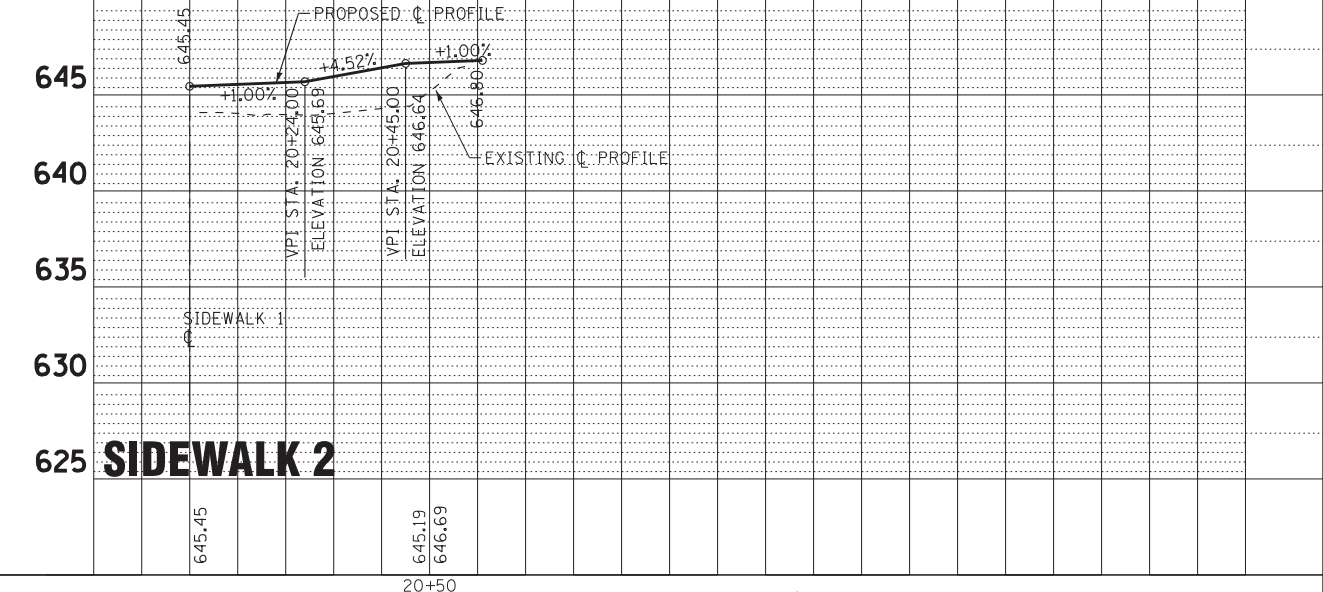 645.45
PROPOSED ℄ PROFILE
+1.00%
+4.52%
+1.00%
645
VPI STA. 20+24.00
ELEVATION 645.69
VPI STA. 20+45.00
ELEVATION 646.64
646.80
EXISTING ℄ PROFILE
640
635
SIDEWALK 1
℄
630
625
SIDEWALK 2
645.45
645.19
646.69
20+50